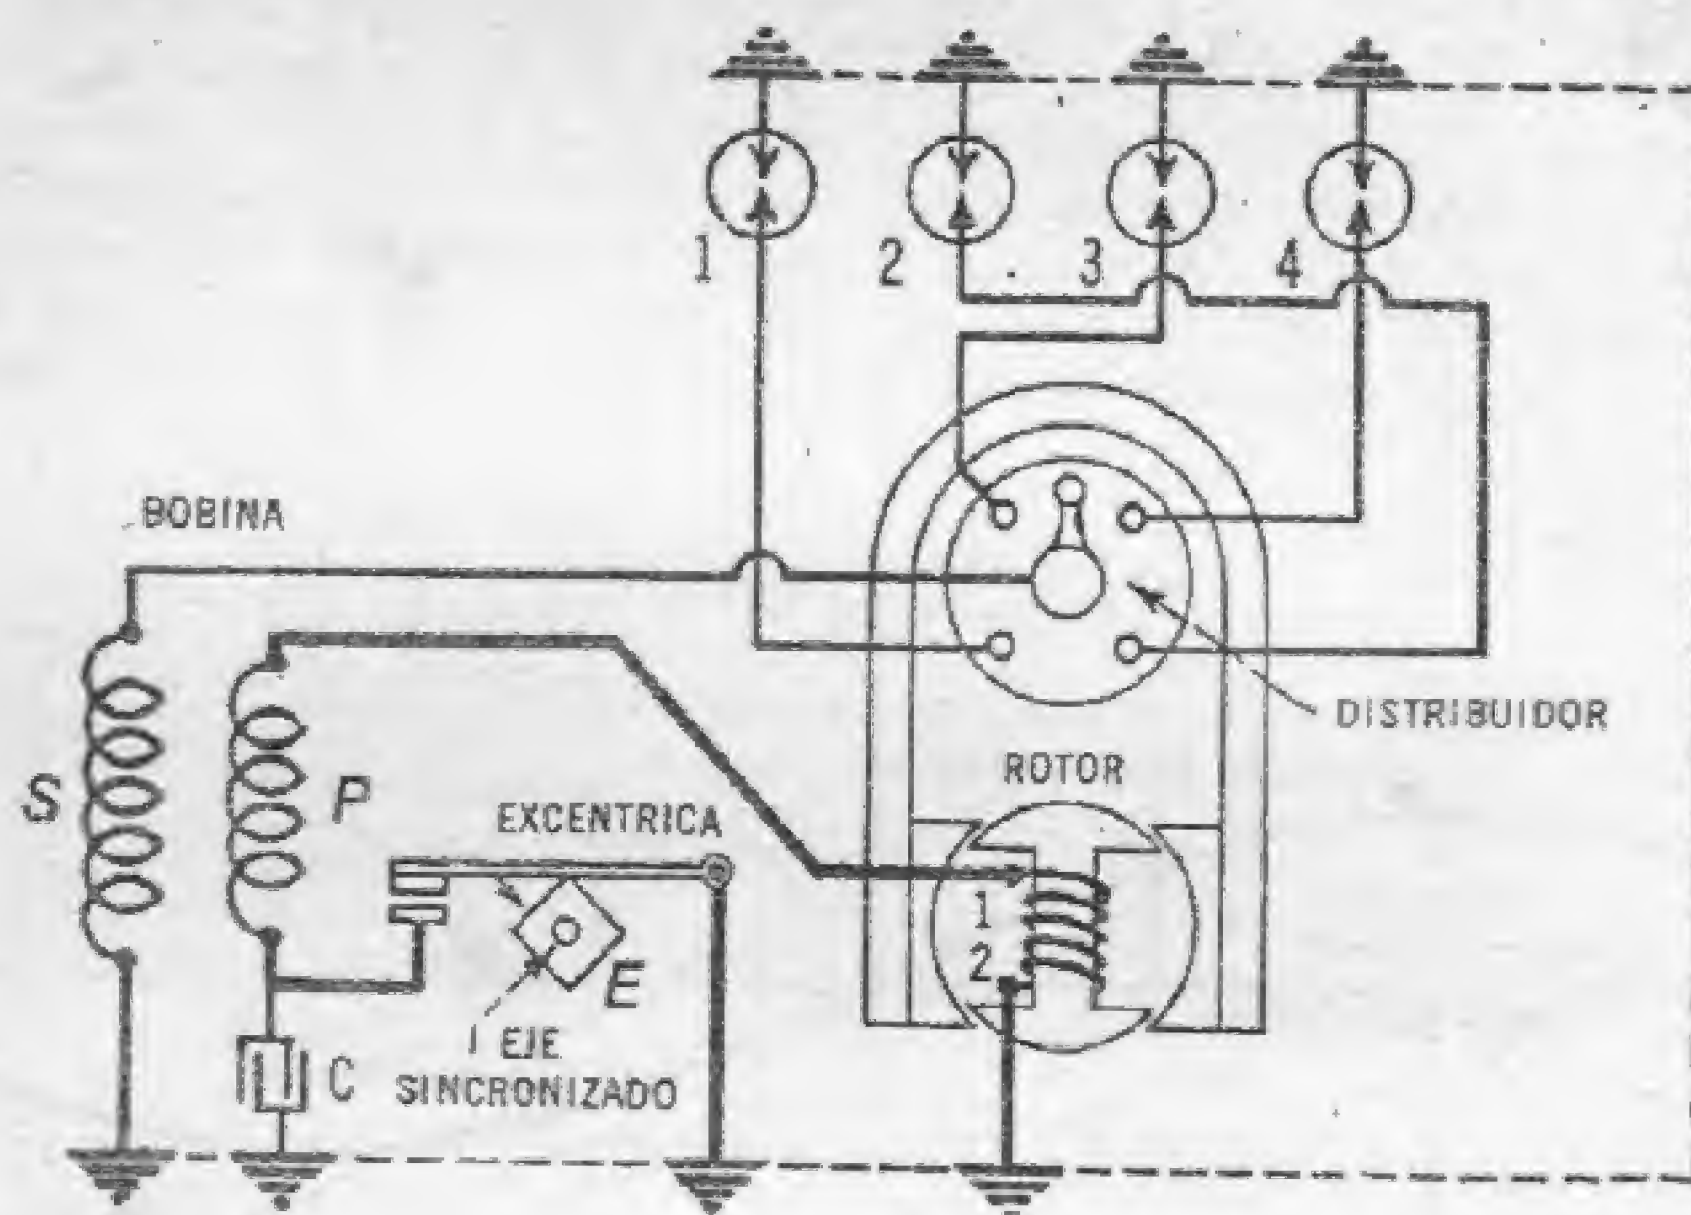 1
2
3
4
BOBINA
DISTRIBUIDOR
ROTOR
S
P
EXCENTRICA
1
2
E
EJE
SINCRONIZADO
C